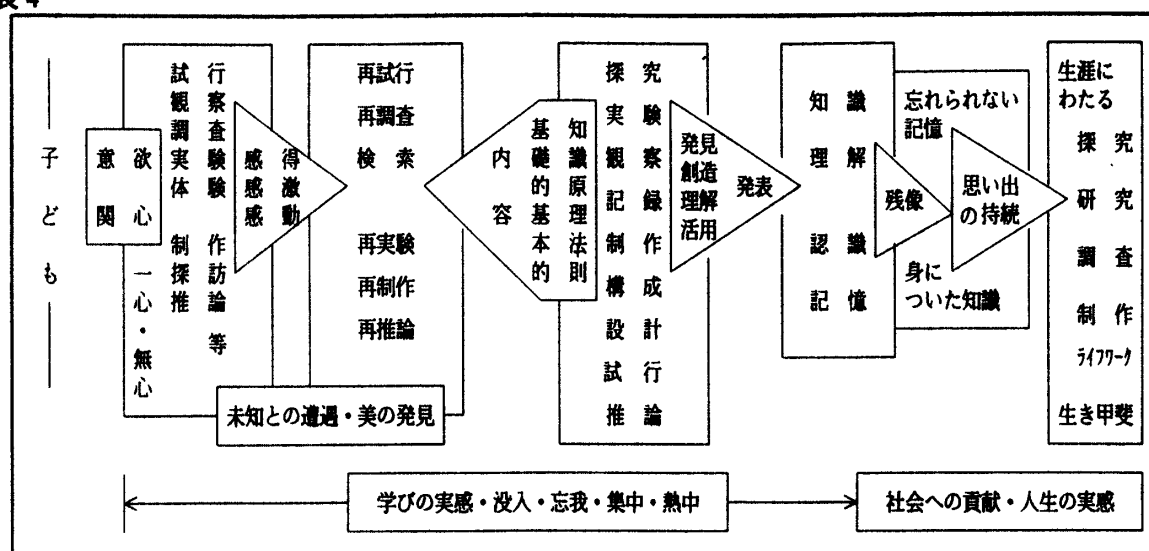 表4
子ども
意欲
関心
試行
観察
調査
実験
体験
制作
探訪
推論
等
一心・無心
感得
感激
感動
再試行
再調査
検索
再実験
再制作
再推論
未知との遭遇・美の発見
内容
基礎的基本的
知識原理法則
探究
実験
観察
記録
制作
構成
設計
試行
推論
発見
創造
理解
活用
発表
知識
理解
認識
記憶
忘れられない
記憶
残像
身に
ついた知識
思い出
の持続
生涯に
わたる
探究
研究
調査
制作
ライフワーク
生き甲斐
学びの実感・没入・忘我・集中・熱中
社会への貢献・人生の実感